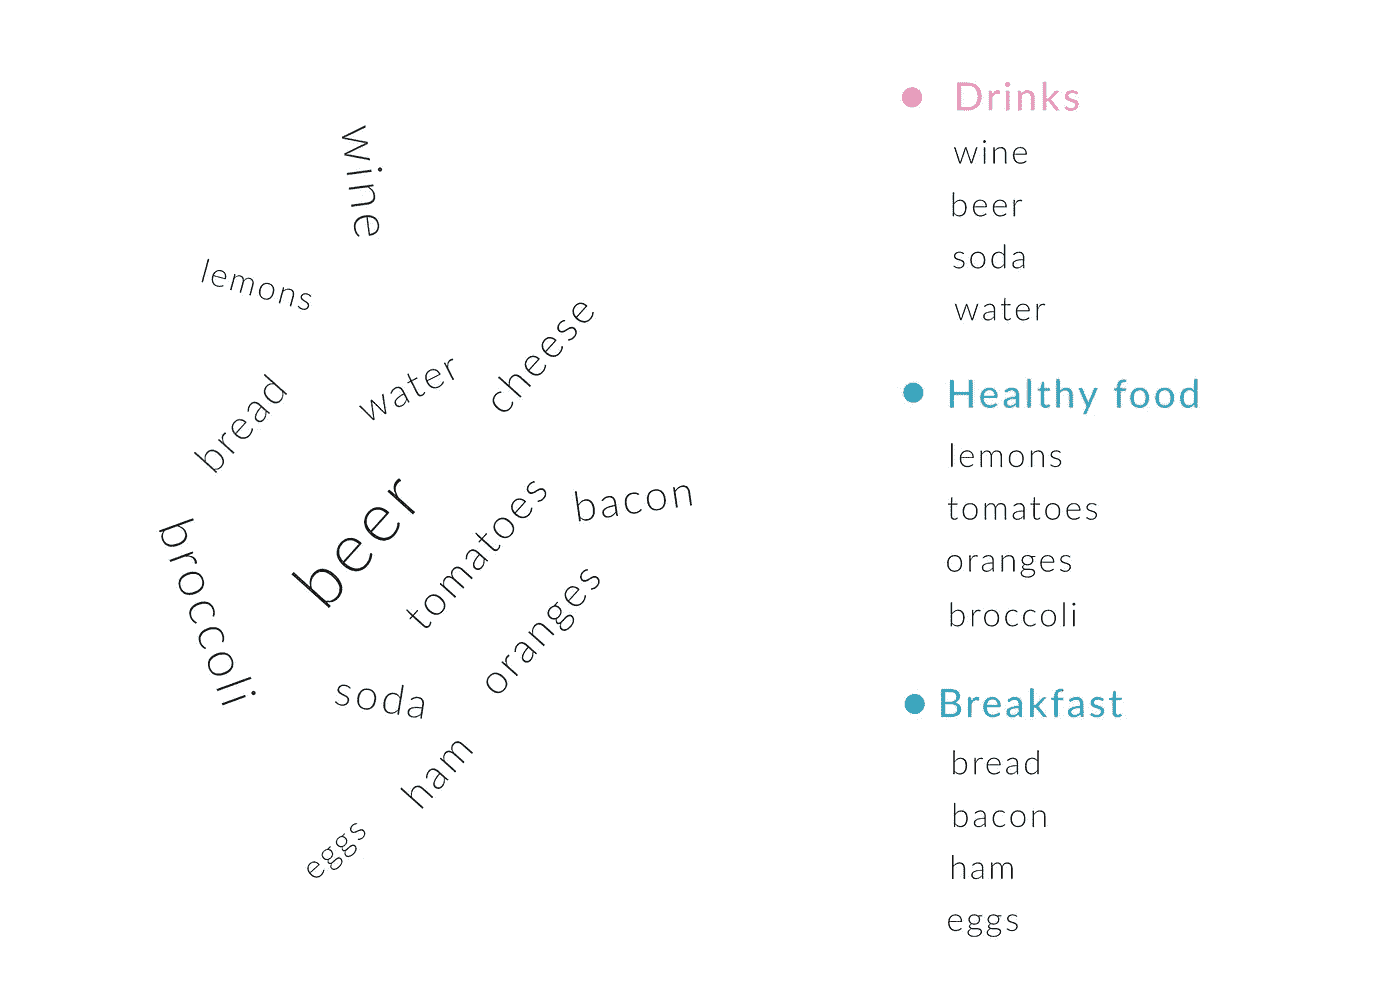 wine
lemons
cheese
water
bread
beer
tomatoes
bacon
broccoli
oranges
soda
ham
eggs
Drinks
wine
beer
soda
water
Healthy food
lemons
tomatoes
oranges
broccoli
Breakfast
bread
bacon
ham
eggs